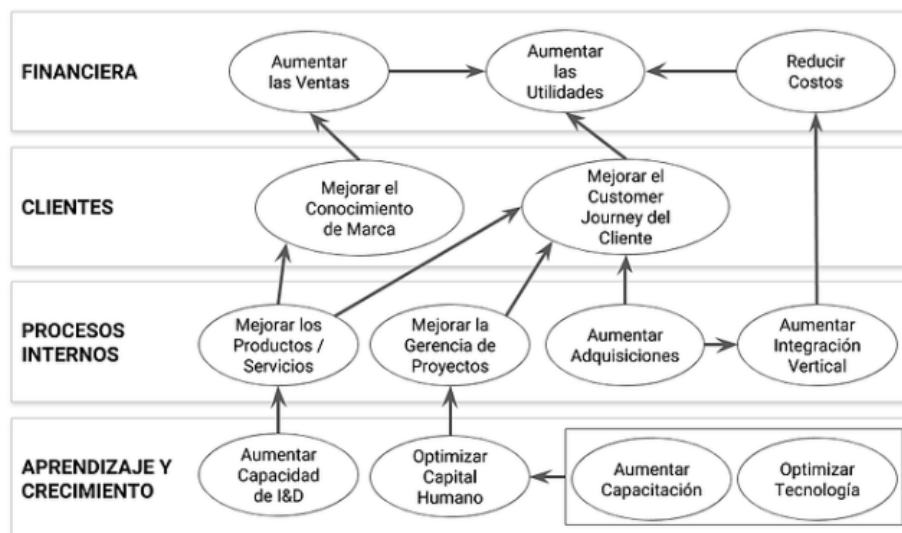 FINANCIERA
Aumentar
las Ventas
Aumentar
las
Utilidades
Reducir
Costos
CLIENTES
Mejorar el
Conocimiento
de Marca
Mejorar el
Customer
Journey del
Cliente
PROCESOS
INTERNOS
Mejorar los
Productos /
Servicios
Mejorar la
Gerencia de
Proyectos
Aumentar
Adquisiciones
Aumentar
Integración
Vertical
APRENDIZAJE Y
CRECIMIENTO
Aumentar
Capacidad
de I&D
Optimizar
Capital
Humano
Aumentar
Capacitación
Optimizar
Tecnología